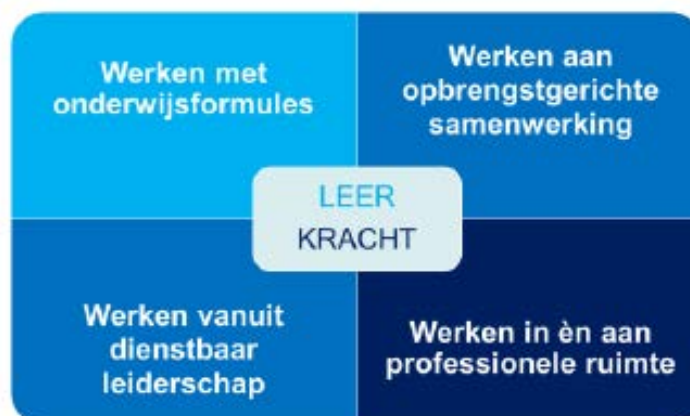 Werken met
onderwijsformules
Werken aan
opbrengstgerichte
samenwerking
LEER
KRACHT
Werken vanuit
dienstbaar
leiderschap
Werken in èn aan
professionele ruimte